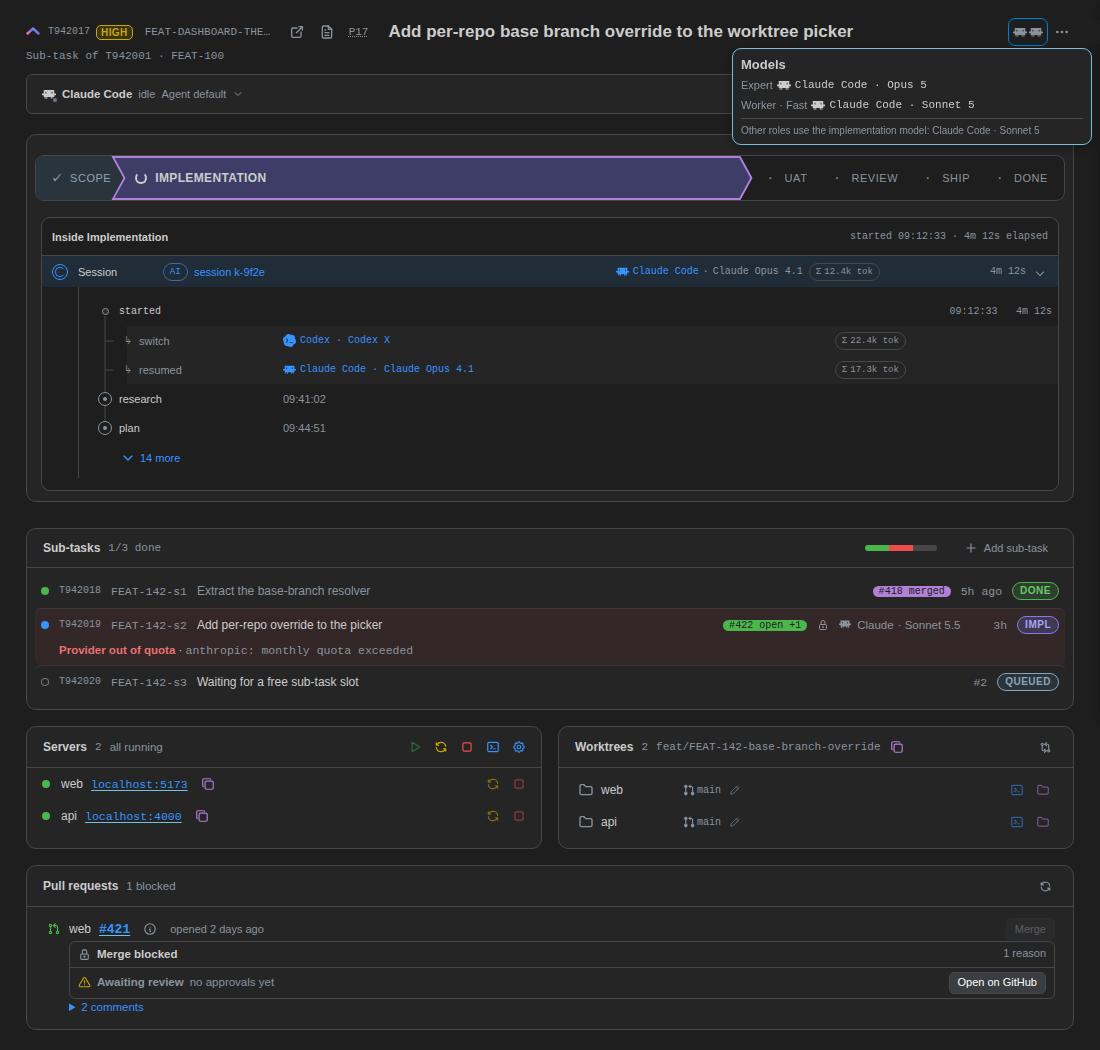 T942017 HIGH FEAT-DASHBOARD-THE… P17 Add per-repo base branch override to the worktree picker
Sub-task of T942001 · FEAT-100
Models
Expert Claude Code · Opus 5
Worker · Fast Claude Code · Sonnet 5
Other roles use the implementation model: Claude Code · Sonnet 5
Claude Code idle Agent default
✓ SCOPE IMPLEMENTATION · UAT · REVIEW · SHIP · DONE
Inside Implementation started 09:12:33 · 4m 12s elapsed
Session AI session k-9f2e Claude Code · Claude Opus 4.1 Σ 12.4k tok 4m 12s
started 09:12:33 4m 12s
↳ switch Codex · Codex X Σ 22.4k tok
↳ resumed Claude Code · Claude Opus 4.1 Σ 17.3k tok
research 09:41:02
plan 09:44:51
14 more
Sub-tasks 1/3 done Add sub-task
T942018 FEAT-142-s1 Extract the base-branch resolver #418 merged 5h ago DONE
T942019 FEAT-142-s2 Add per-repo override to the picker #422 open +1 Claude · Sonnet 5.5 3h IMPL
Provider out of quota · anthropic: monthly quota exceeded
T942020 FEAT-142-s3 Waiting for a free sub-task slot #2 QUEUED
Servers 2 all running
web localhost:5173
api localhost:4000
Worktrees 2 feat/FEAT-142-base-branch-override
web main
api main
Pull requests 1 blocked
web #421 opened 2 days ago Merge
Merge blocked 1 reason
Awaiting review no approvals yet Open on GitHub
2 comments